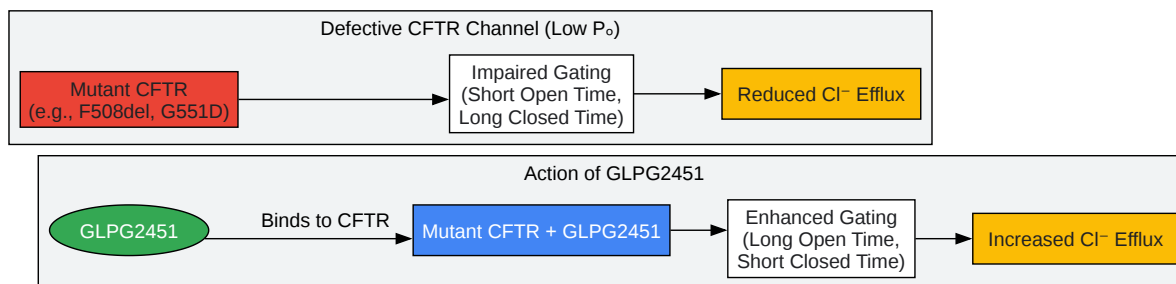 Defective CFTR Channel (Low Pₒ)
Mutant CFTR
(e.g., F508del, G551D)
Impaired Gating
(Short Open Time,
Long Closed Time)
Reduced Cl⁻ Efflux
Action of GLPG2451
GLPG2451
Binds to CFTR
Mutant CFTR + GLPG2451
Enhanced Gating
(Long Open Time,
Short Closed Time)
Increased Cl⁻ Efflux